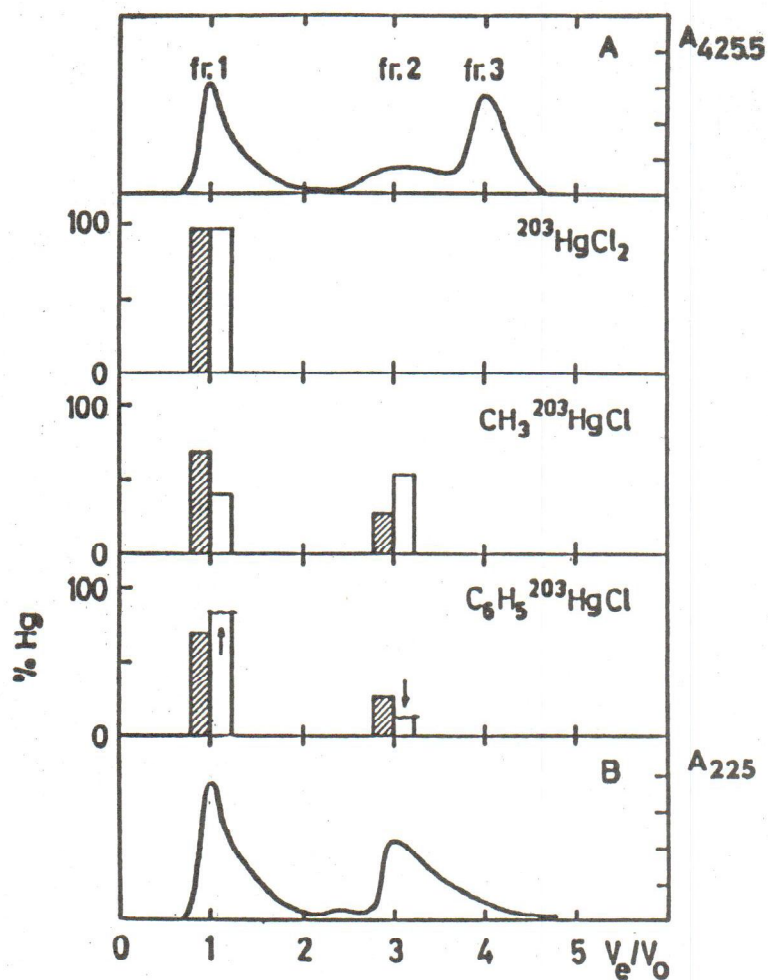 A A425.5
fr.1 fr.2 fr.3
100
²⁰³HgCl₂
0
100
CH₃²⁰³HgCl
0
100
C₆H₅²⁰³HgCl
% Hg
0
B A225
0 1 2 3 4 5 Vₑ/Vₒ